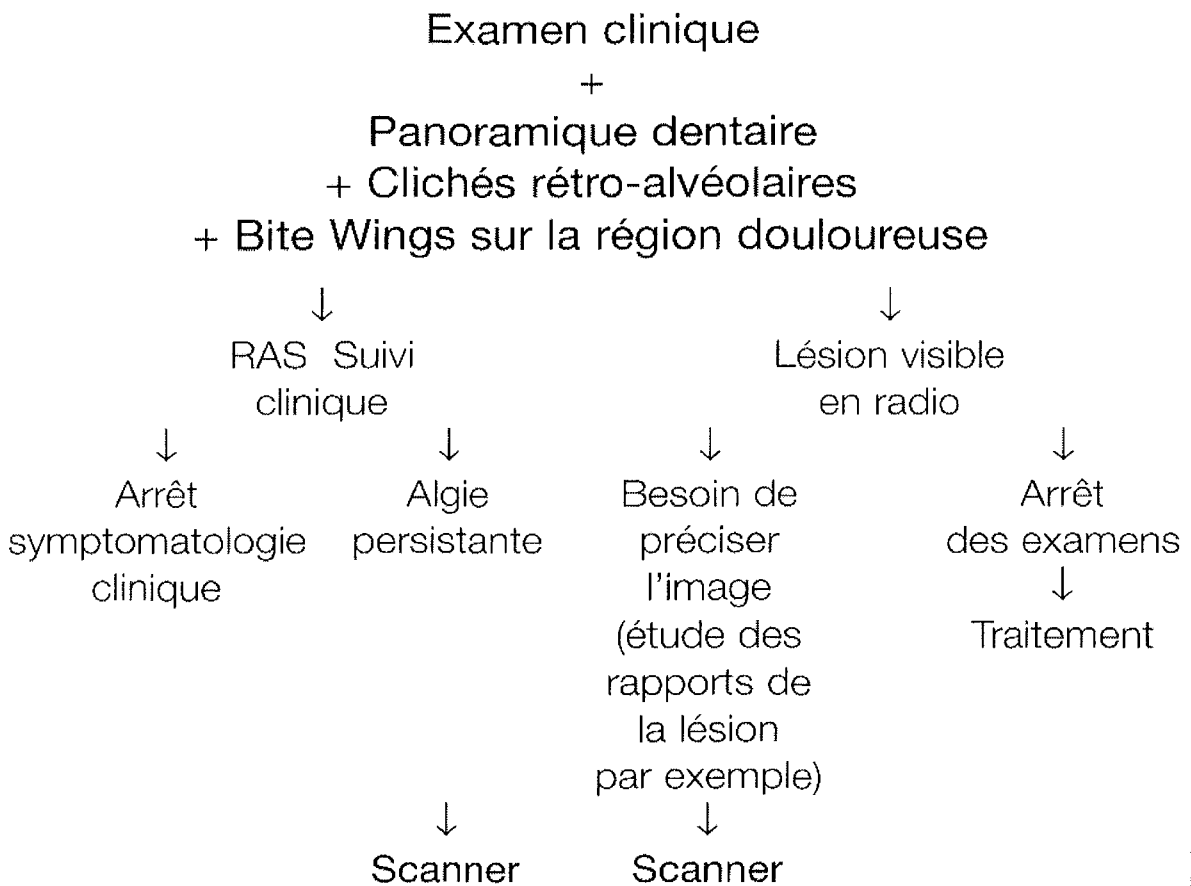 Examen clinique
+
Panoramique dentaire
+ Clichés rétro-alvéolaires
+ Bite Wings sur la région douloureuse
↓ ↓
RAS Suivi clinique
Lésion visible en radio
↓ ↓ ↓ ↓
Arrêt
symptomatologie
clinique
Algie
persistante
Besoin de
préciser
l'image
(étude des
rapports de
la lésion
par exemple)
Arrêt
des examens
↓
Traitement
↓ ↓
Scanner Scanner